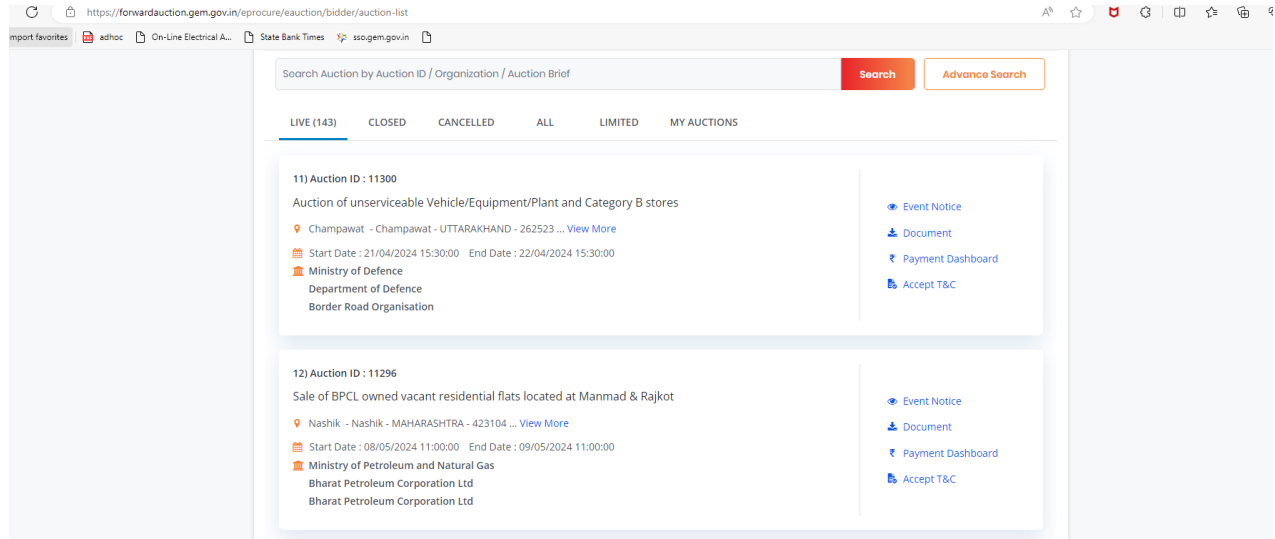 https://forwardauction.gem.gov.in/eprocure/eauction/bidder/auction-list
mport favorites adhoc On-Line Electrical A... State Bank Times sso.gem.gov.in
Search Auction by Auction ID / Organization / Auction Brief Search Advance Search
LIVE (143) CLOSED CANCELLED ALL LIMITED MY AUCTIONS
11) Auction ID : 11300
Auction of unserviceable Vehicle/Equipment/Plant and Category B stores
Champawat - Champawat - UTTARAKHAND - 262523 ... View More
Start Date : 21/04/2024 15:30:00 End Date : 22/04/2024 15:30:00
Ministry of Defence
Department of Defence
Border Road Organisation
Event Notice
Document
Payment Dashboard
Accept T&C
12) Auction ID : 11296
Sale of BPCL owned vacant residential flats located at Manmad & Rajkot
Nashik - Nashik - MAHARASHTRA - 423104 ... View More
Start Date : 08/05/2024 11:00:00 End Date : 09/05/2024 11:00:00
Ministry of Petroleum and Natural Gas
Bharat Petroleum Corporation Ltd
Bharat Petroleum Corporation Ltd
Event Notice
Document
Payment Dashboard
Accept T&C